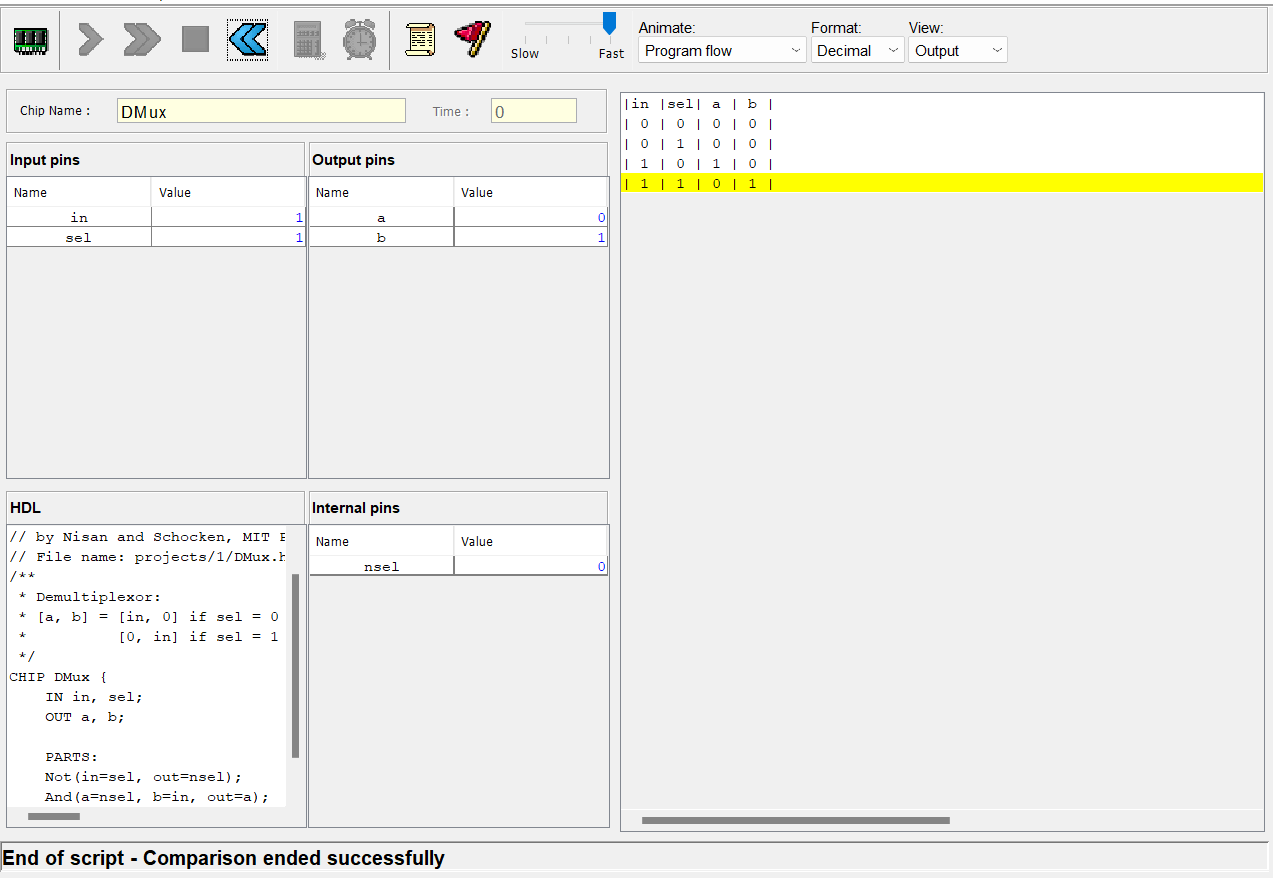 Slow
Fast
Animate:
Program flow
Format:
Decimal
View:
Output
Chip Name :
DMux
Time :
0
Input pins
Name Value
in 1
sel 1
Output pins
Name Value
a 0
b 1
HDL
// by Nisan and Schocken, MIT
// File name: projects/1/DMux.h
/**
* Demultiplexor:
* [a, b] = [in, 0] if sel = 0
* [0, in] if sel = 1
*/
CHIP DMux {
IN in, sel;
OUT a, b;
PARTS:
Not(in=sel, out=nsel);
And(a=nsel, b=in, out=a);
Internal pins
Name Value
nsel 0
|in |sel| a | b |
| 0 | 0 | 0 | 0 |
| 0 | 1 | 0 | 0 |
| 1 | 0 | 1 | 0 |
| 1 | 1 | 0 | 1 |
End of script - Comparison ended successfully